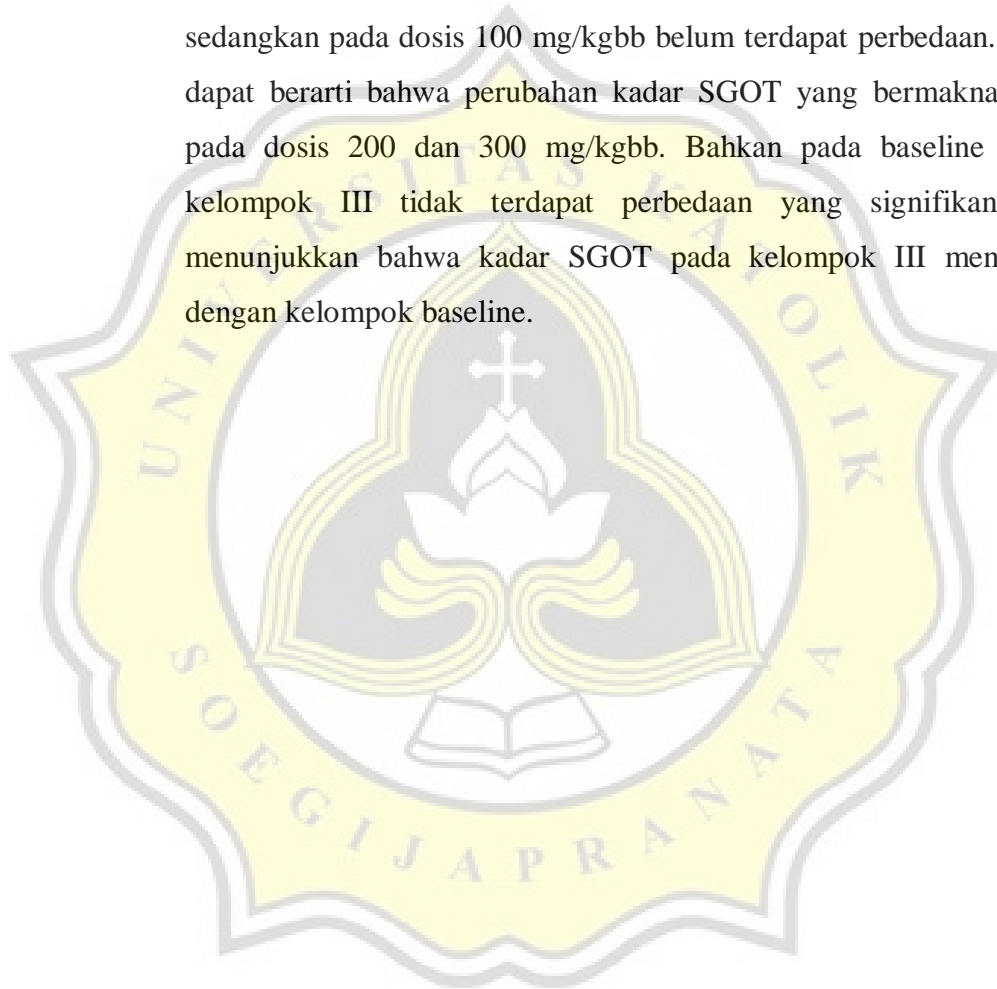 sedangkan pada dosis 100 mg/kgbb belum terdapat perbedaan.
dapat berarti bahwa perubahan kadar SGOT yang bermakna
pada dosis 200 dan 300 mg/kgbb. Bahkan pada baseline
kelompok III tidak terdapat perbedaan yang signifikan
menunjukkan bahwa kadar SGOT pada kelompok III men
dengan kelompok baseline.
UNIVERSITAS KATOLIK
SOEGIJAPRANATA